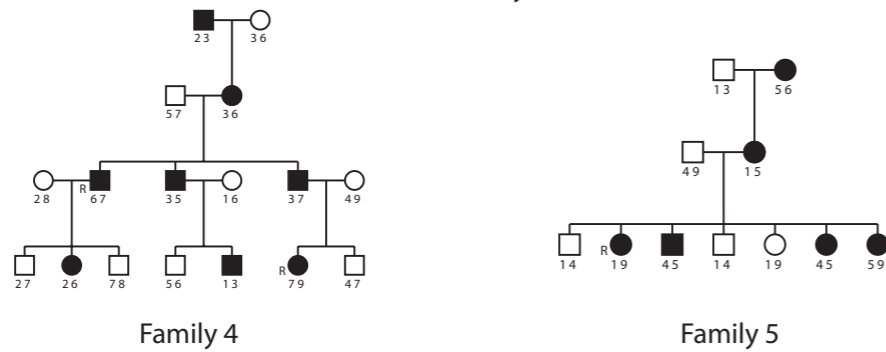 23 36
57 36
28 R 67 35 16 37 49
27 26 78 56 13 R 79 47
Family 4
13 56
49 15
14 R 19 45 14 19 45 59
Family 5